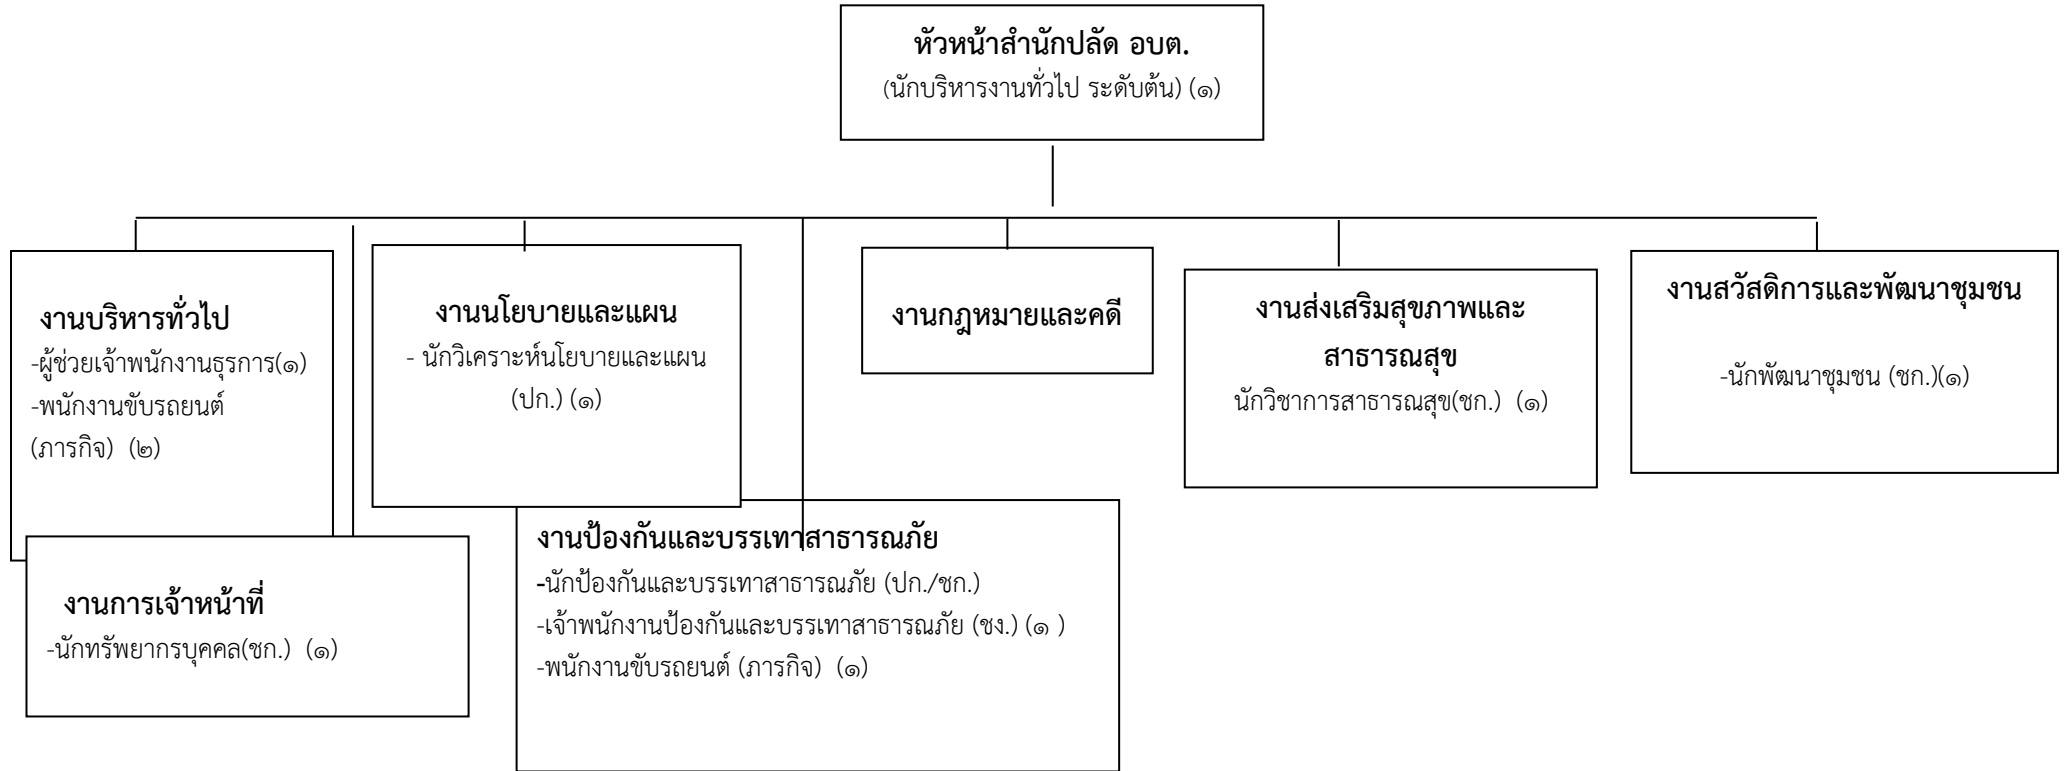 หัวหน้าสำนักปลัด อบต.
(นักบริหารงานทั่วไป ระดับต้น) (๑)
งานบริหารทั่วไป
-ผู้ช่วยเจ้าพนักงานธุรการ(๑)
-พนักงานขับรถยนต์
(ภารกิจ) (๒)
งานการเจ้าหน้าที่
-นักทรัพยากรบุคคล(ชก.) (๑)
งานนโยบายและแผน
- นักวิเคราะห์นโยบายและแผน
(ปก.) (๑)
งานป้องกันและบรรเทาสาธารณภัย
-นักป้องกันและบรรเทาสาธารณภัย (ปก./ชก.)
-เจ้าพนักงานป้องกันและบรรเทาสาธารณภัย (ชง.) (๑ )
-พนักงานขับรถยนต์ (ภารกิจ) (๑)
งานกฎหมายและคดี
งานส่งเสริมสุขภาพและ
สาธารณสุข
นักวิชาการสาธารณสุข(ชก.) (๑)
งานสวัสดิการและพัฒนาชุมชน
-นักพัฒนาชุมชน (ชก.)(๑)